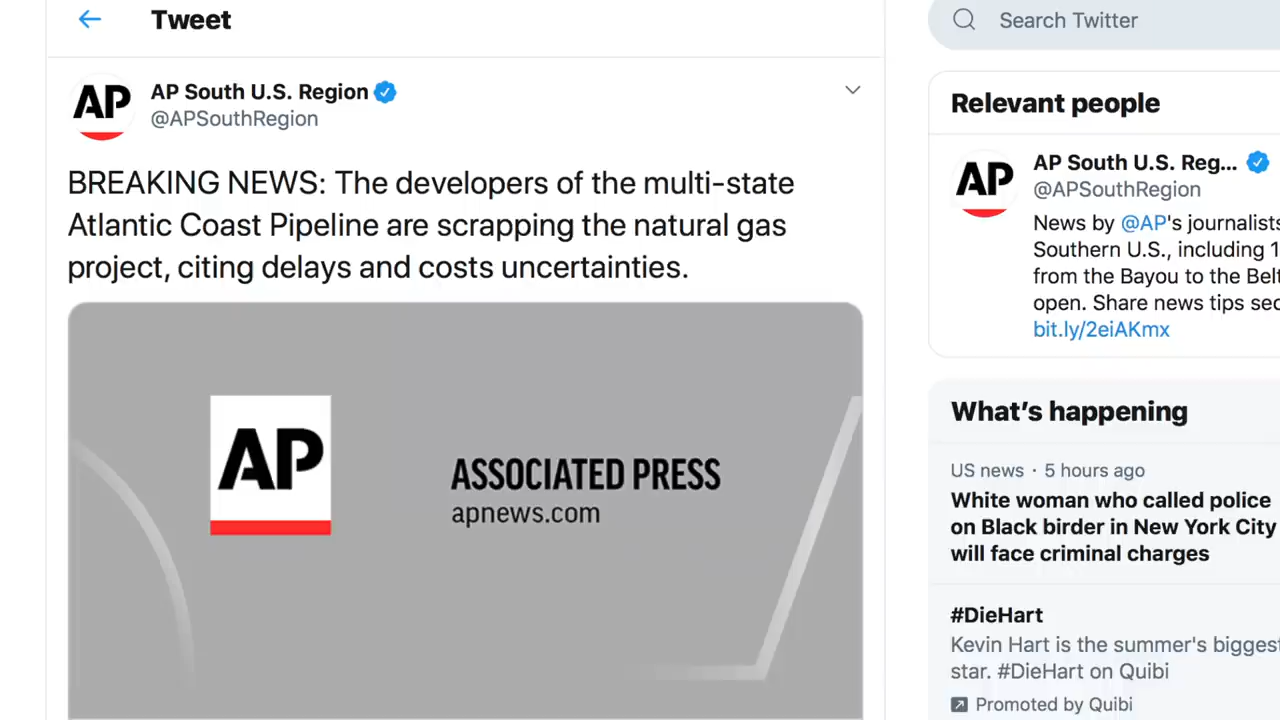 Tweet
AP
AP South U.S. Region
@APSouthRegion
BREAKING NEWS: The developers of the multi-state
Atlantic Coast Pipeline are scrapping the natural gas
project, citing delays and costs uncertainties.
AP
ASSOCIATED PRESS
apnews.com
Search Twitter
Relevant people
AP
AP South U.S. Reg...
@APSouthRegion
News by @AP's journalists
Southern U.S., including 1
from the Bayou to the Belt
open. Share news tips sec
bit.ly/2eiAKmx
What's happening
US news · 5 hours ago
White woman who called police
on Black birder in New York City
will face criminal charges
#DieHart
Kevin Hart is the summer's biggest
star. #DieHart on Quibi
Promoted by Quibi